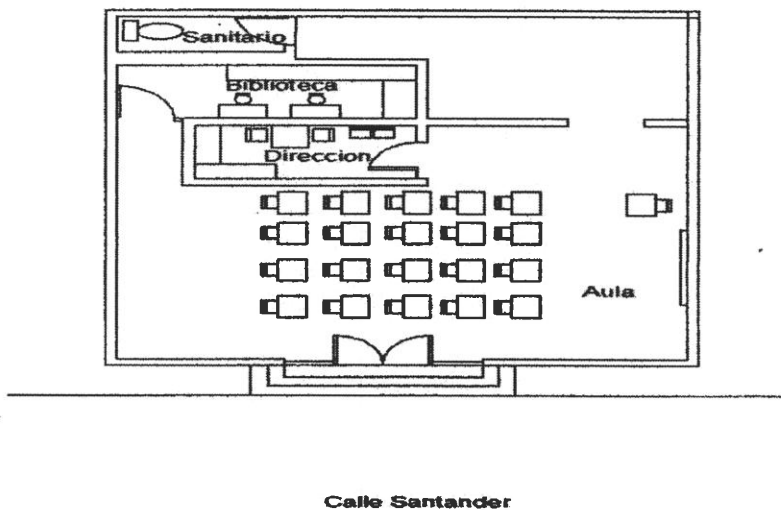 Sanitario
Biblioteca
Direccion
Aula
Calle Santander